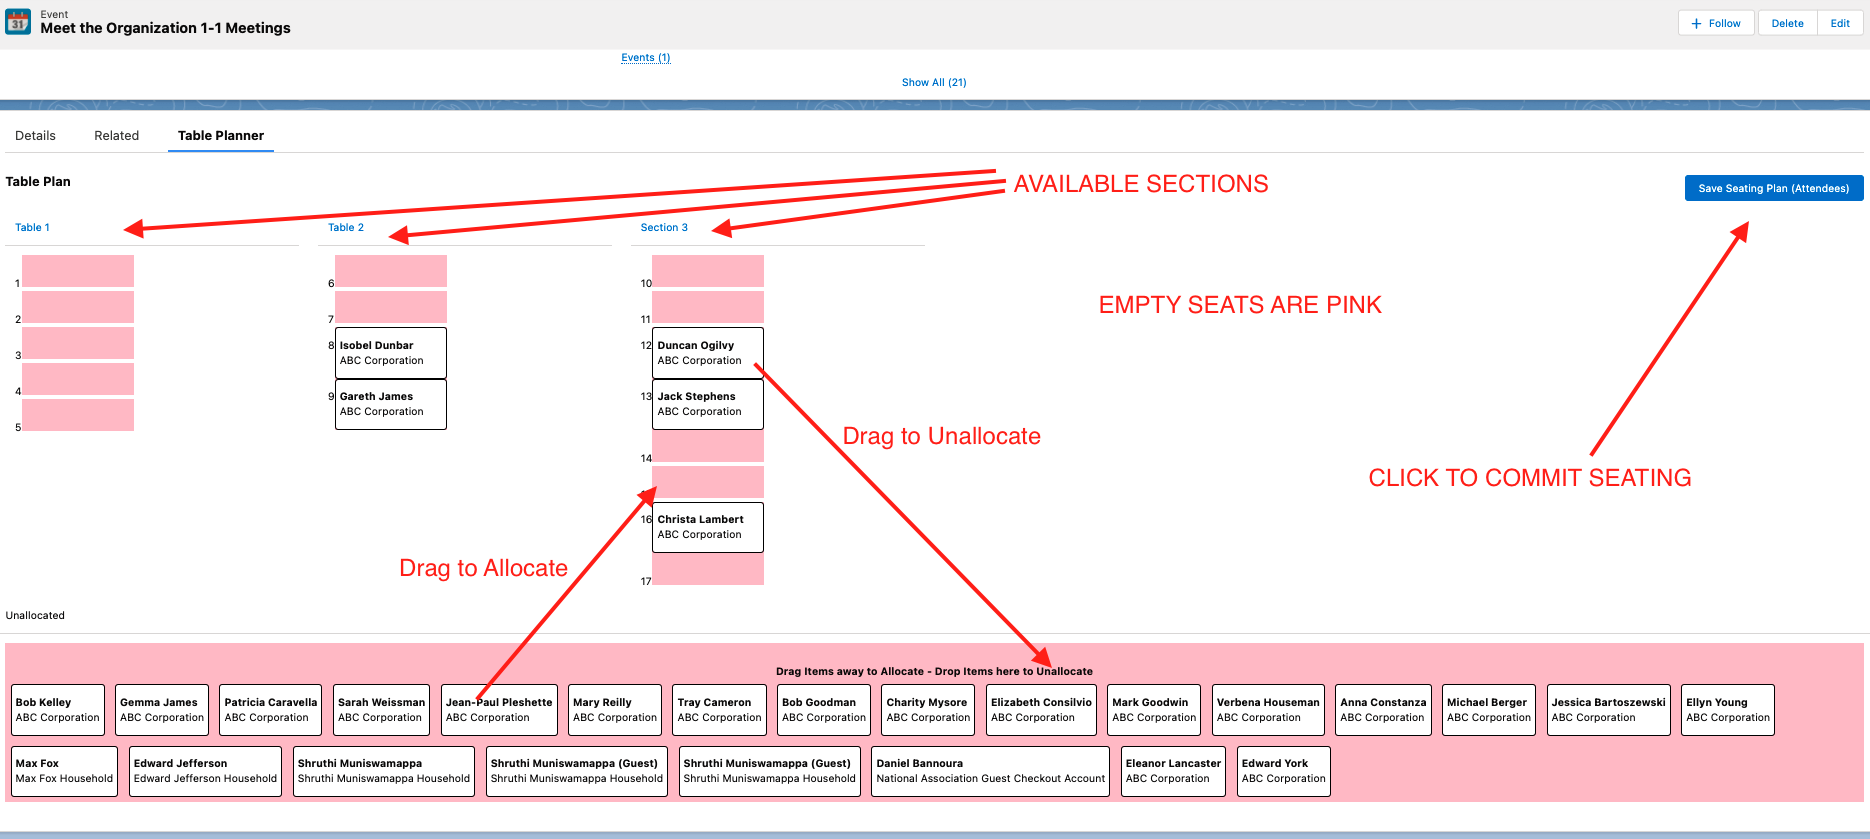 31
Event
Meet the Organization 1-1 Meetings
+ Follow
Delete
Edit
Events (1)
Show All (21)
Details
Related
Table Planner
Table Plan
AVAILABLE SECTIONS
Save Seating Plan (Attendees)
Table 1
Table 2
Section 3
1
2
3
4
5
6
7
8
Isobel Dunbar
ABC Corporation
9
Gareth James
ABC Corporation
10
11
12
Duncan Ogilvy
ABC Corporation
13
Jack Stephens
ABC Corporation
14
16
Christa Lambert
ABC Corporation
17
EMPTY SEATS ARE PINK
Drag to Unallocate
CLICK TO COMMIT SEATING
Drag to Allocate
Unallocated
Drag Items away to Allocate - Drop Items here to Unallocate
Bob Kelley
ABC Corporation
Gemma James
ABC Corporation
Patricia Caravella
ABC Corporation
Sarah Weissman
ABC Corporation
Jean-Paul Pleshette
ABC Corporation
Mary Reilly
ABC Corporation
Tray Cameron
ABC Corporation
Bob Goodman
ABC Corporation
Charity Mysore
ABC Corporation
Elizabeth Consilvio
ABC Corporation
Mark Goodwin
ABC Corporation
Verbena Houseman
ABC Corporation
Anna Constanza
ABC Corporation
Michael Berger
ABC Corporation
Jessica Bartoszewski
ABC Corporation
Ellyn Young
ABC Corporation
Max Fox
Max Fox Household
Edward Jefferson
Edward Jefferson Household
Shruthi Muniswamappa
Shruthi Muniswamappa Household
Shruthi Muniswamappa (Guest)
Shruthi Muniswamappa Household
Shruthi Muniswamappa (Guest)
Shruthi Muniswamappa Household
Daniel Bannoura
National Association Guest Checkout Account
Eleanor Lancaster
ABC Corporation
Edward York
ABC Corporation